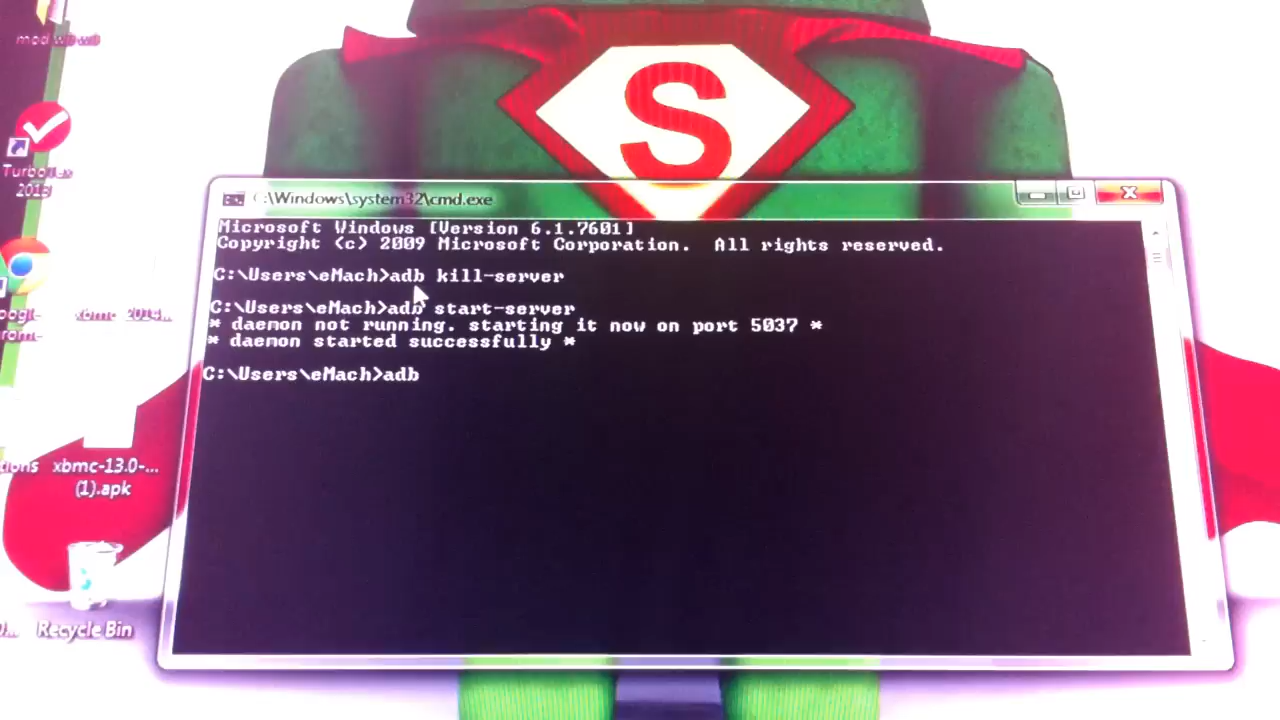 S
TurboTax
2013
C:\Windows\system32\cmd.exe
Microsoft Windows [Version 6.1.7601]
Copyright (c) 2009 Microsoft Corporation. All rights reserved.
C:\Users\eMach>adb kill-server
C:\Users\eMach>adb start-server
* daemon not running. starting it now on port 5037 *
* daemon started successfully *
C:\Users\eMach>adb
xbmc 2014...
xbmc-13.0-...
(1).apk
Recycle Bin